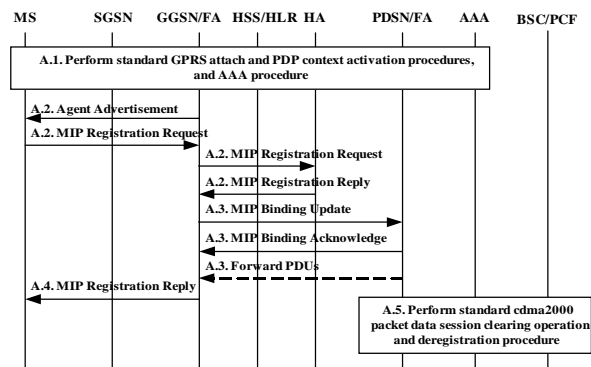 MS SGSN GGSN/FA HSS/HLR HA PDSN/FA AAA BSC/PCF
A.1. Perform standard GPRS attach and PDP context activation procedures,
and AAA procedure
A.2. Agent Advertisement
A.2. MIP Registration Request
A.2. MIP Registration Request
A.2. MIP Registration Reply
A.3. MIP Binding Update
A.3. MIP Binding Acknowledge
A.3. Forward PDUs
A.4. MIP Registration Reply
A.5. Perform standard cdma2000
packet data session clearing operation
and deregistration procedure